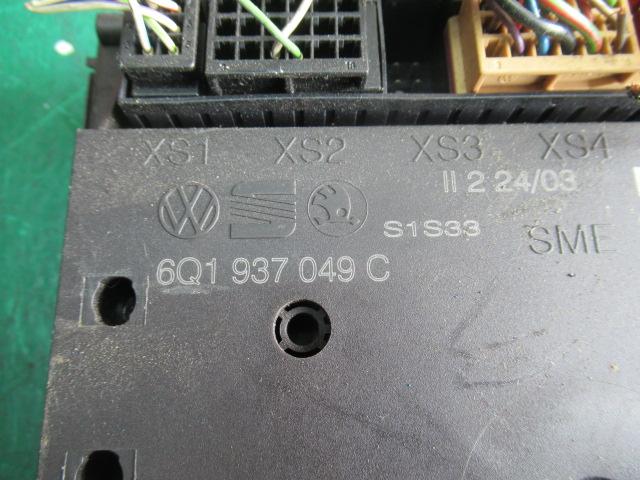 XS1 XS2 XS3 XS4
II 2 24/03
S1S33
SME
6Q1 937 049 C